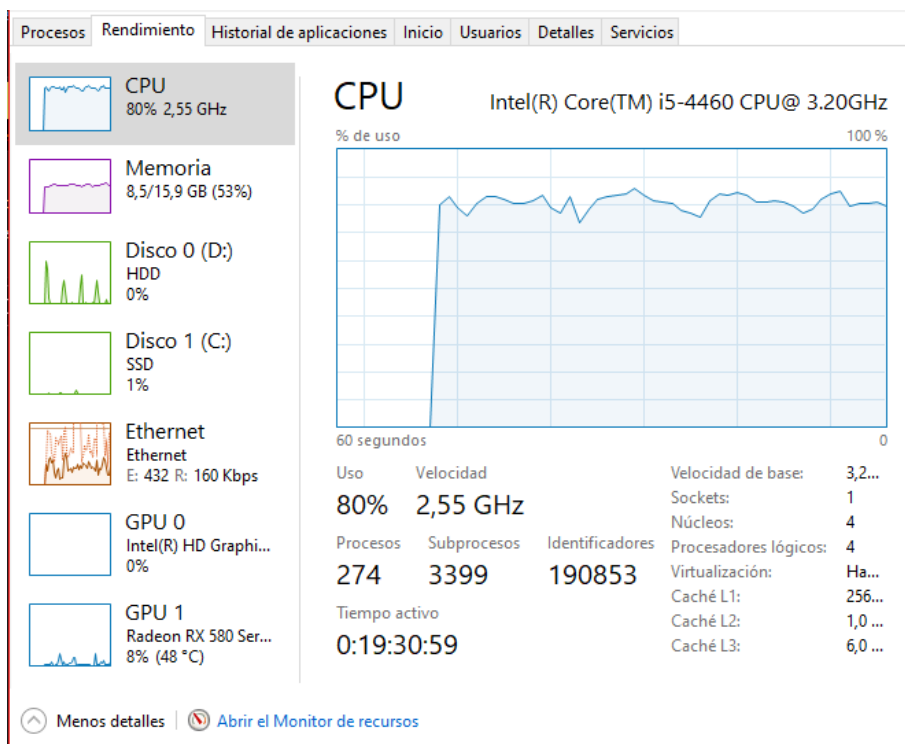 Procesos Rendimiento Historial de aplicaciones Inicio Usuarios Detalles Servicios
CPU
80% 2,55 GHz
Memoria
8,5/15,9 GB (53%)
Disco 0 (D:)
HDD
0%
Disco 1 (C:)
SSD
1%
Ethernet
Ethernet
E: 432 R: 160 Kbps
GPU 0
Intel(R) HD Graphi...
0%
GPU 1
Radeon RX 580 Ser...
8% (48 °C)
CPU Intel(R) Core(TM) i5-4460 CPU@ 3.20GHz
% de uso 100 %
60 segundos 0
Uso Velocidad
80% 2,55 GHz
Procesos Subprocesos Identificadores
274 3399 190853
Tiempo activo
0:19:30:59
Velocidad de base: 3,2...
Sockets: 1
Núcleos: 4
Procesadores lógicos: 4
Virtualización: Ha...
Caché L1: 256...
Caché L2: 1,0 ...
Caché L3: 6,0 ...
Menos detalles Abrir el Monitor de recursos